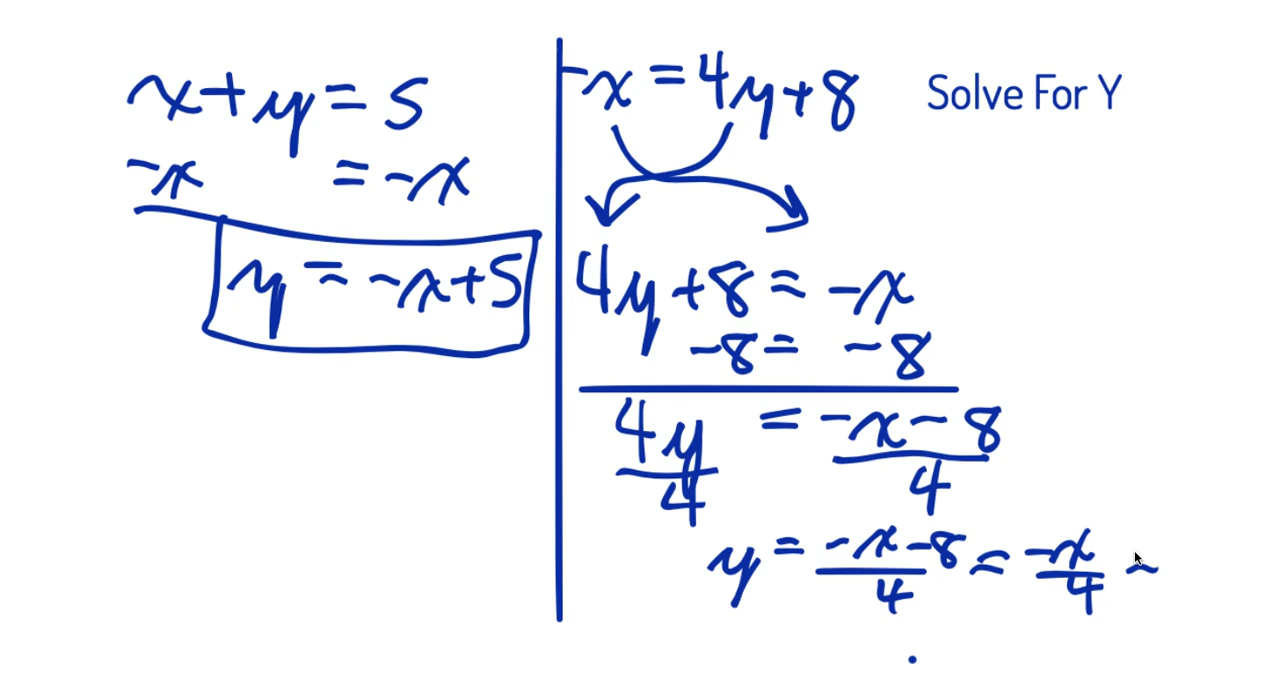 x+y=5
-x =-x
y=-x+5
-x=4y+8 Solve For Y
4y+8=-x
-8= -8
4y/4 = (-x-8)/4
y = (-x-8)/4 = -x/4 -